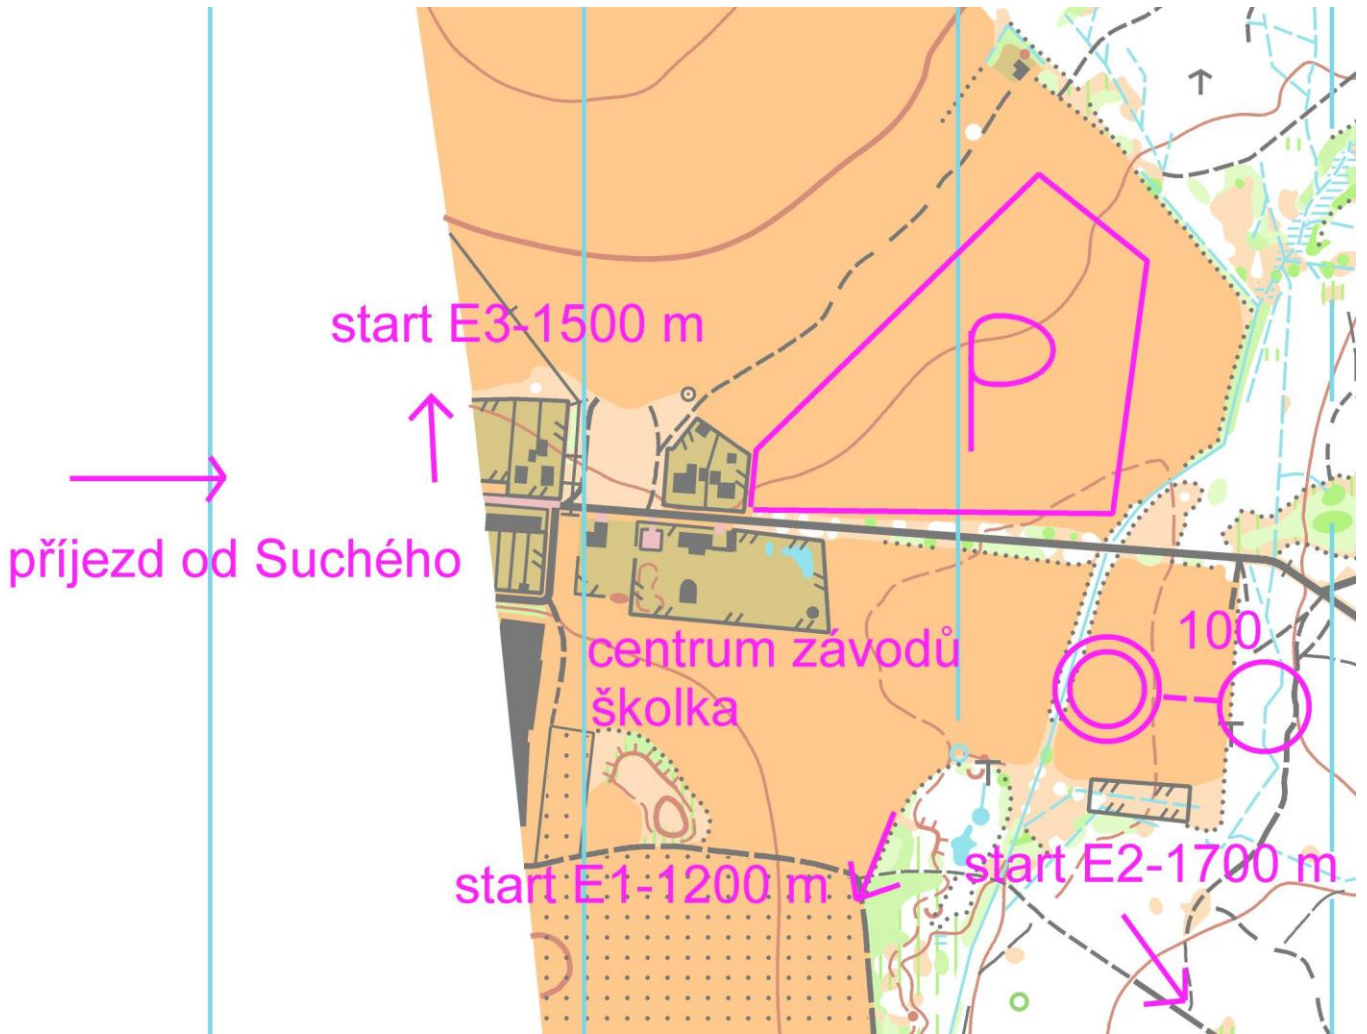 start E3-1500 m
P
příjezd od Suchého
100
centrum závodů
školka
start E1-1200 m
start E2-1700 m